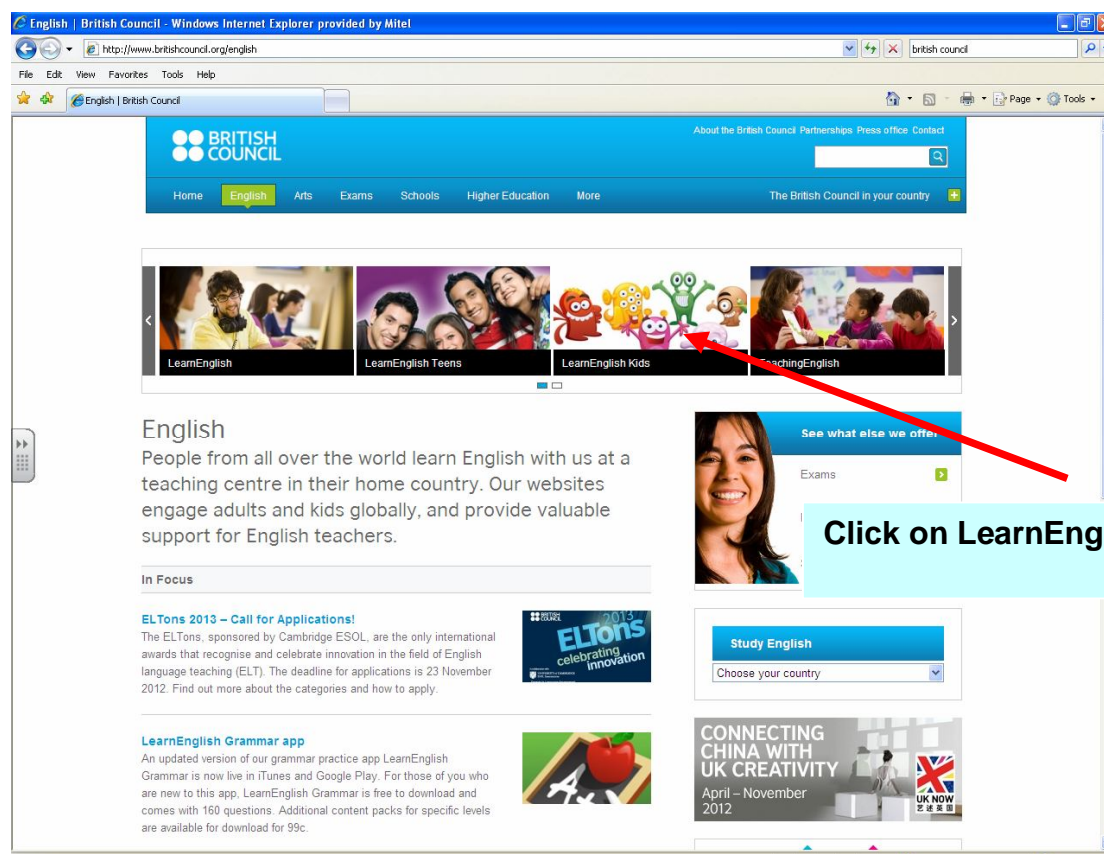 English | British Council - Windows Internet Explorer provided by Mitel
http://www.britishcouncil.org/english
british council
File Edit View Favorites Tools Help
English | British Council
Page Tools
About the British Council Partnerships Press office Contact
BRITISH
COUNCIL
Home English Arts Exams Schools Higher Education More The British Council in your country
LearnEnglish LearnEnglish Teens LearnEnglish Kids TeachingEnglish
English
People from all over the world learn English with us at a
teaching centre in their home country. Our websites
engage adults and kids globally, and provide valuable
support for English teachers.
See what else we offer
Exams
Click on LearnEng
In Focus
ELTons 2013 – Call for Applications!
The ELTons, sponsored by Cambridge ESOL, are the only international
awards that recognise and celebrate innovation in the field of English
language teaching (ELT). The deadline for applications is 23 November
2012. Find out more about the categories and how to apply.
BRITISH
COUNCIL
2013
ELTons
celebrating
innovation
Study English
Choose your country
LearnEnglish Grammar app
An updated version of our grammar practice app LearnEnglish
Grammar is now live in iTunes and Google Play. For those of you who
are new to this app, LearnEnglish Grammar is free to download and
comes with 160 questions. Additional content packs for specific levels
are available for download for 99c.
A+
CONNECTING
CHINA WITH
UK CREATIVITY
April – November
2012
UK NOW
艺述英国